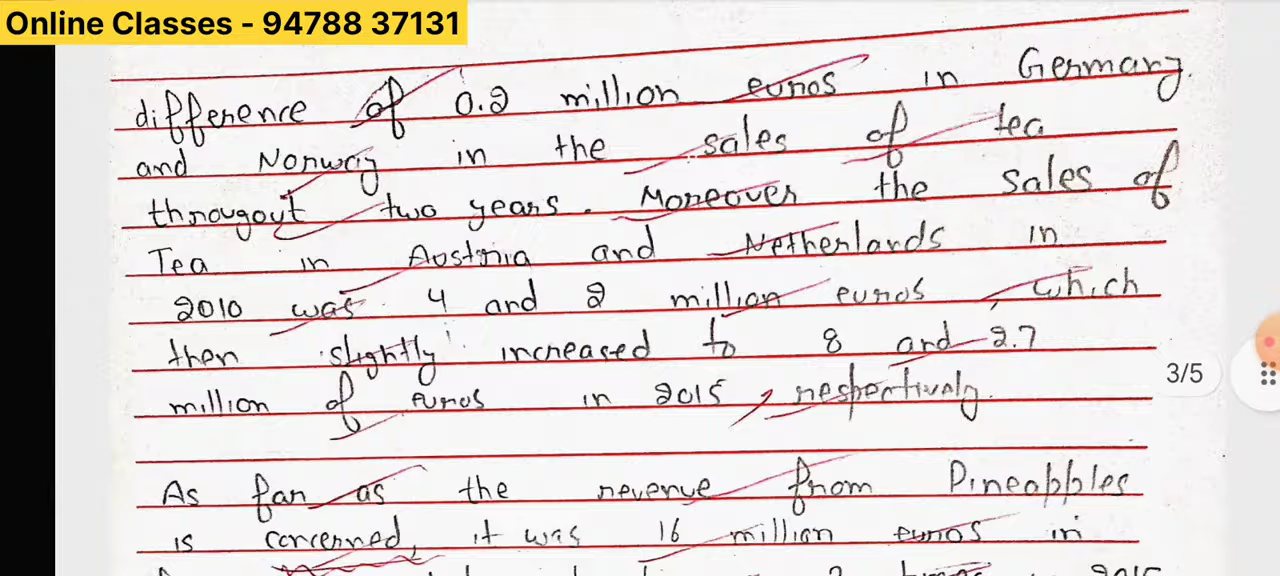 Online Classes - 94788 37131
difference of 0.2 million euros in Germany
and Norway in the sales of tea
througout two years. Moreover the sales of
Tea in Austria and Netherlands in
2010 was 4 and 2 million euros, which
then slightly increased to 8 and 2.7
million of euros in 2015, respectively.
3/5
As far as the revenue from Pineapples
is concerned, it was 16 million euros in
2015